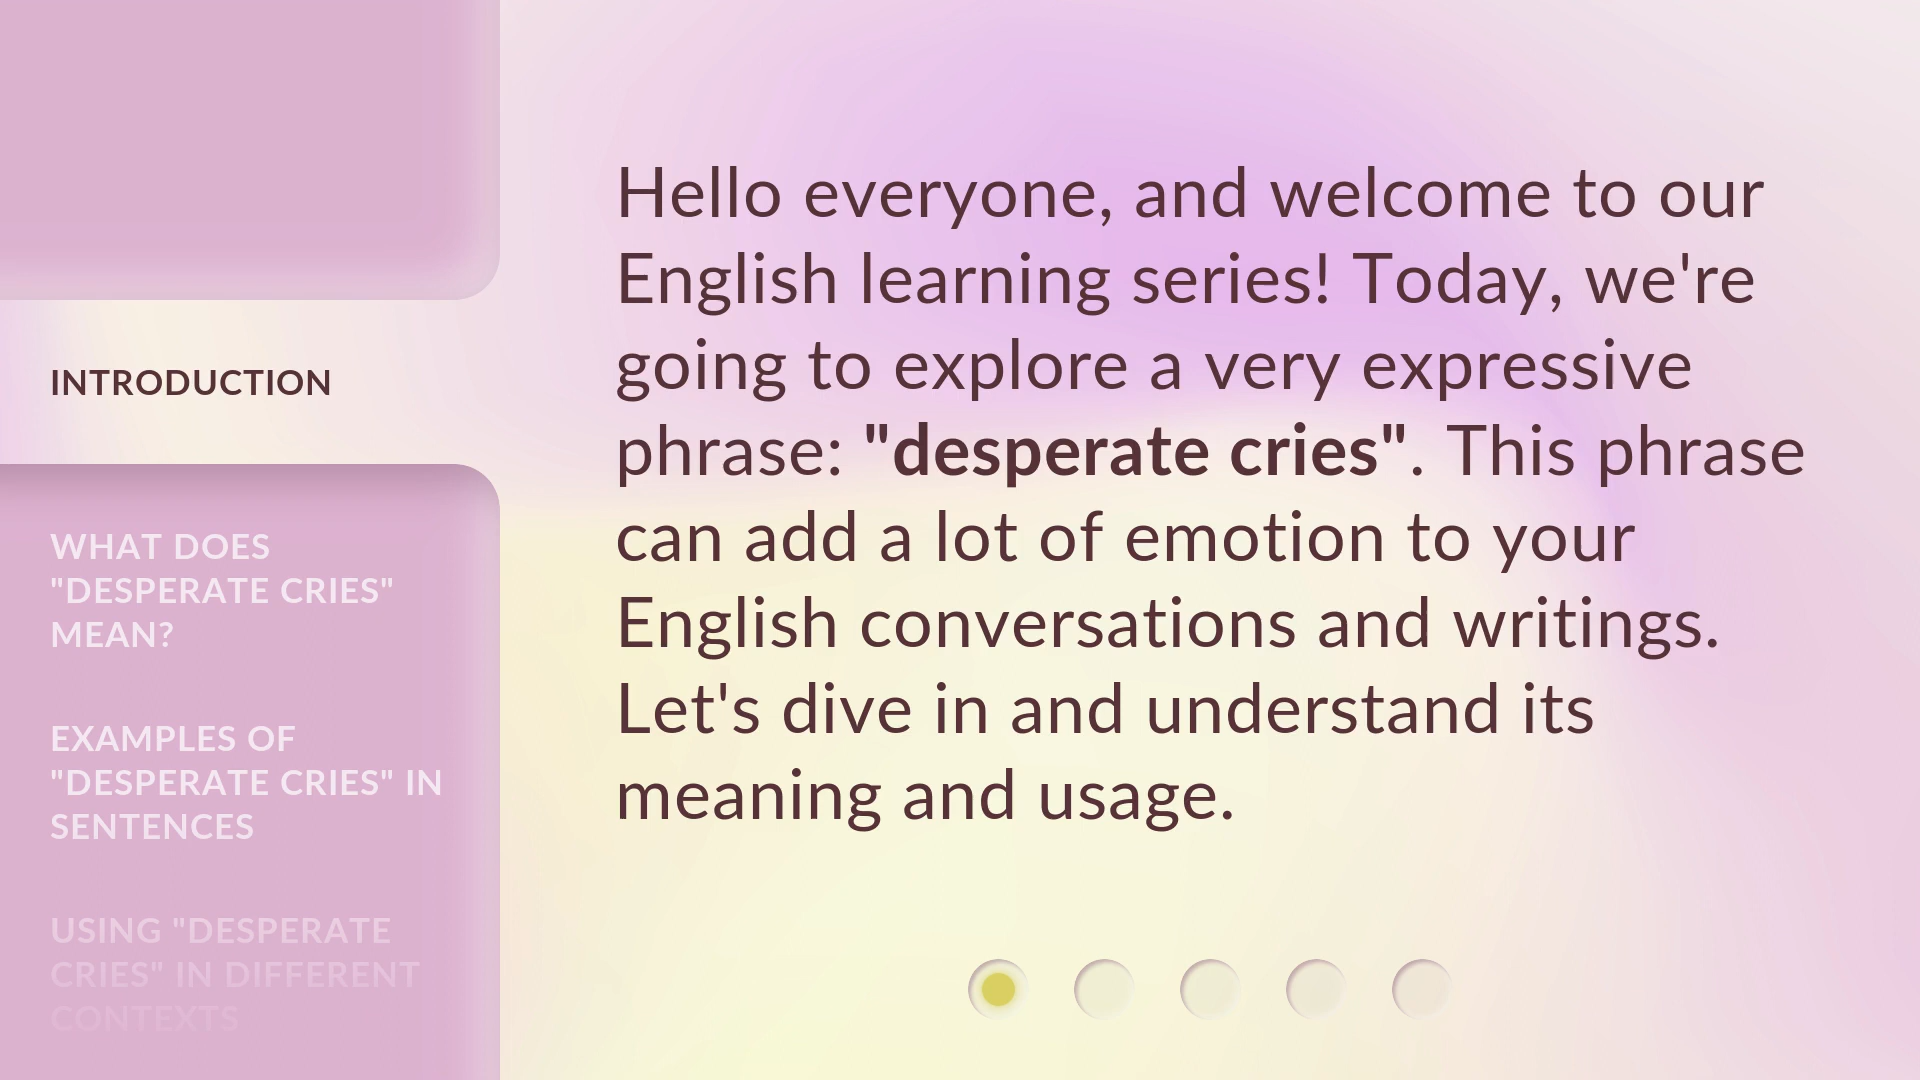 INTRODUCTION
WHAT DOES
"DESPERATE CRIES"
MEAN?
EXAMPLES OF
"DESPERATE CRIES" IN
SENTENCES
USING "DESPERATE
CRIES" IN DIFFERENT
CONTEXTS
Hello everyone, and welcome to our
English learning series! Today, we're
going to explore a very expressive
phrase: "desperate cries". This phrase
can add a lot of emotion to your
English conversations and writings.
Let's dive in and understand its
meaning and usage.